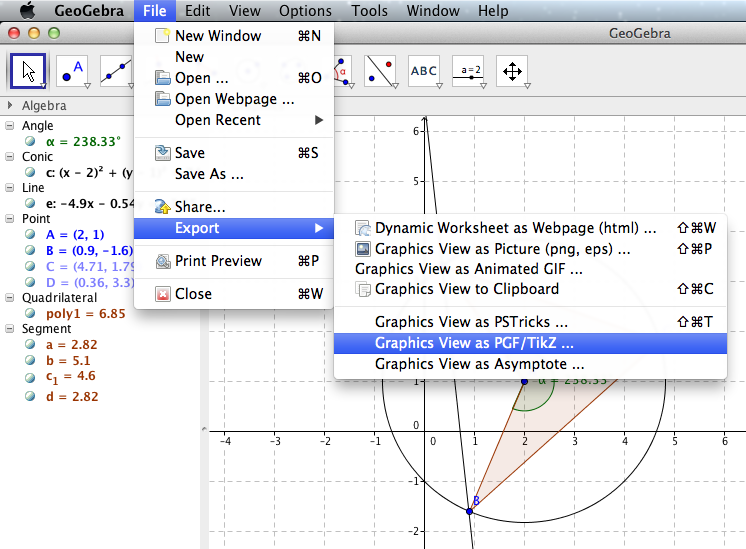 GeoGebra File Edit View Options Tools Window Help
GeoGebra
A
α
ABC
a=2
New Window ⌘N
New
Open ... ⌘O
Open Webpage ...
Open Recent
Save ⌘S
Save As ...
Share...
Export
Print Preview ⌘P
Close ⌘W
Dynamic Worksheet as Webpage (html) ... ⇧⌘W
Graphics View as Picture (png, eps) ... ⇧⌘P
Graphics View as Animated GIF ...
Graphics View to Clipboard ⇧⌘C
Graphics View as PSTricks ... ⇧⌘T
Graphics View as PGF/TikZ ...
Graphics View as Asymptote ...
Algebra
Angle
α = 238.33°
Conic
c: (x – 2)² + (y
Line
e: –4.9x – 0.54
Point
A = (2, 1)
B = (0.9, –1.6)
C = (4.71, 1.79
D = (0.36, 3.3)
Quadrilateral
poly1 = 6.85
Segment
a = 2.82
b = 5.1
c₁ = 4.6
d = 2.82
6
5
1
α = 238.33°
0
–4 –3 –2 –1 0 1 2 3 4 5 6
–1
B
–2